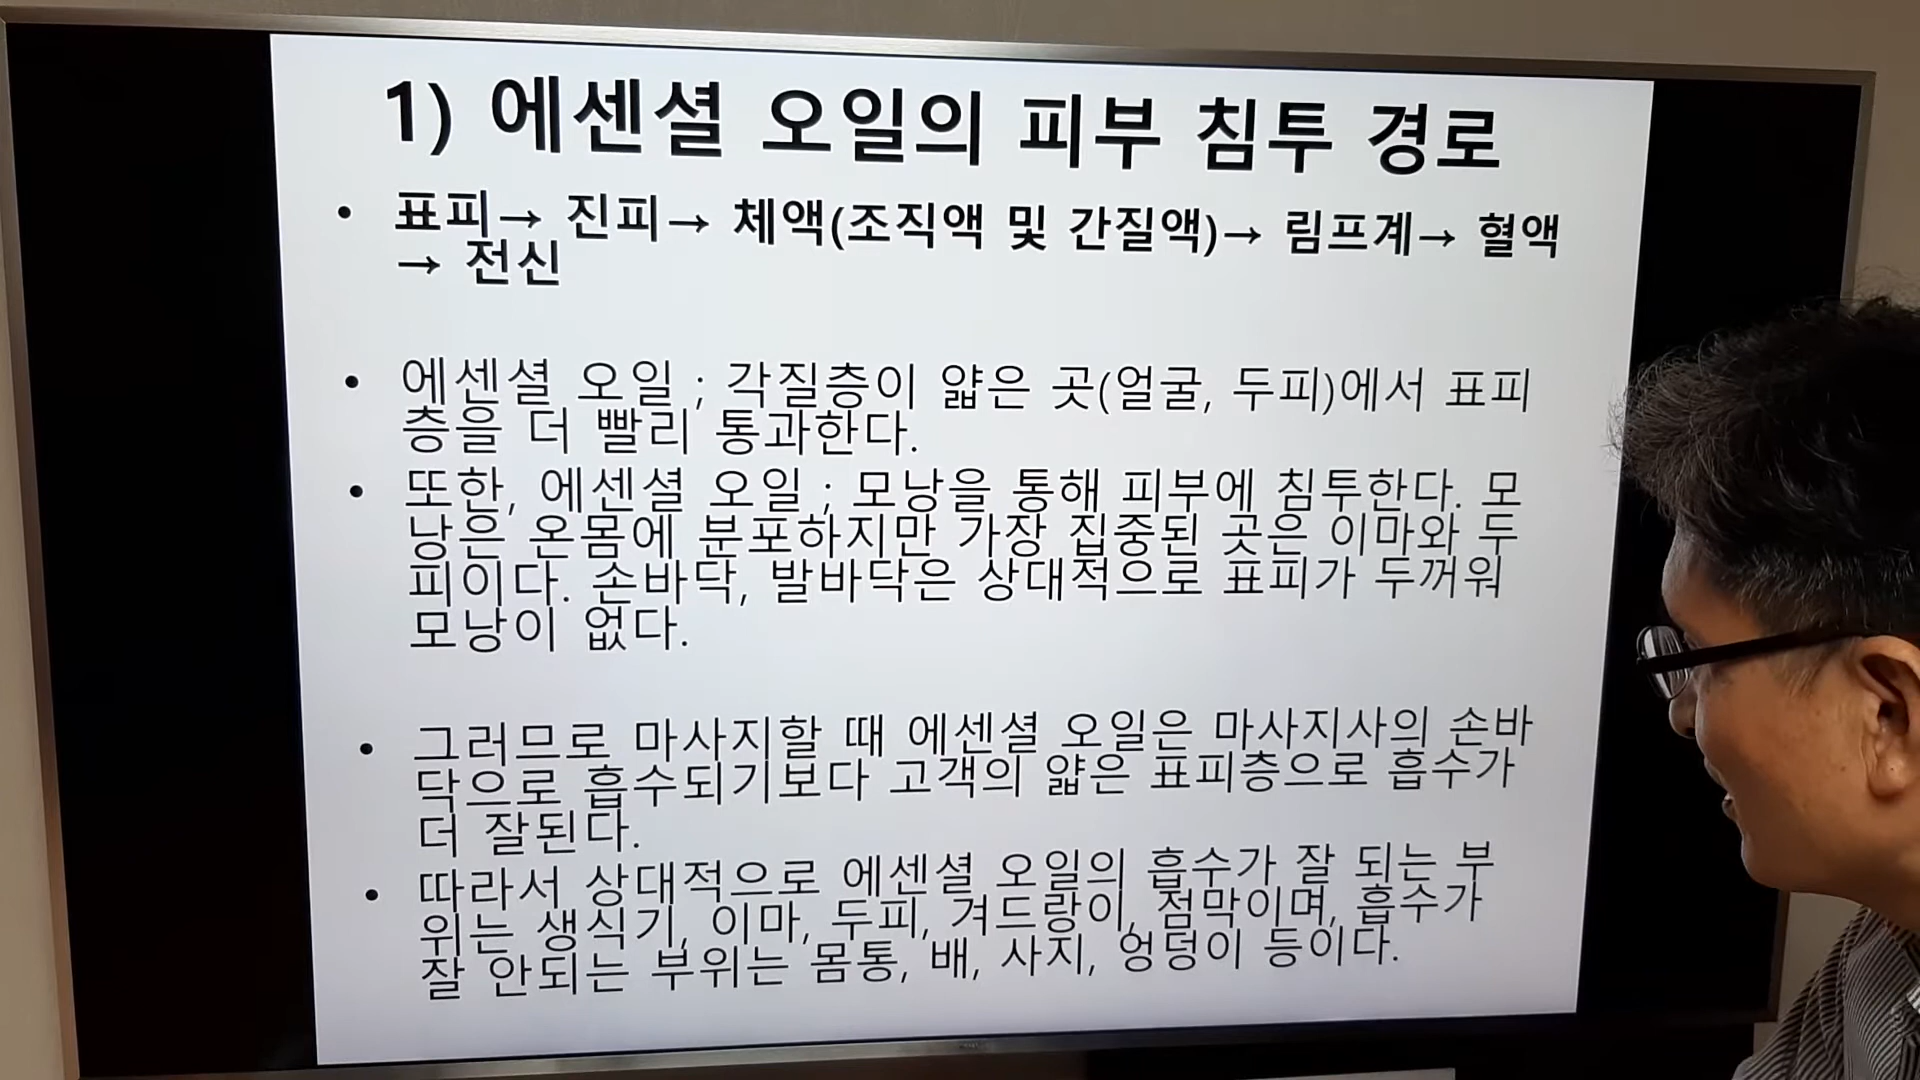 1) 에센셜 오일의 피부 침투 경로
• 표피→ 진피→ 체액(조직액 및 간질액)→ 림프계→ 혈액
→ 전신
• 에센셜 오일 ; 각질층이 얇은 곳(얼굴, 두피)에서 표피
층을 더 빨리 통과한다.
• 또한, 에센셜 오일 ; 모낭을 통해 피부에 침투한다. 모
낭은 온몸에 분포하지만 가장 집중된 곳은 이마와 두
피이다. 손바닥, 발바닥은 상대적으로 표피가 두꺼워
모낭이 없다.
• 그러므로 마사지할 때 에센셜 오일은 마사지사의 손바
닥으로 흡수되기보다 고객의 얇은 표피층으로 흡수가
더 잘된다.
• 따라서 상대적으로 에센셜 오일의 흡수가 잘 되는 부
위는 생식기, 이마, 두피, 겨드랑이, 점막이며, 흡수가
잘 안되는 부위는 몸통, 배, 사지, 엉덩이 등이다.